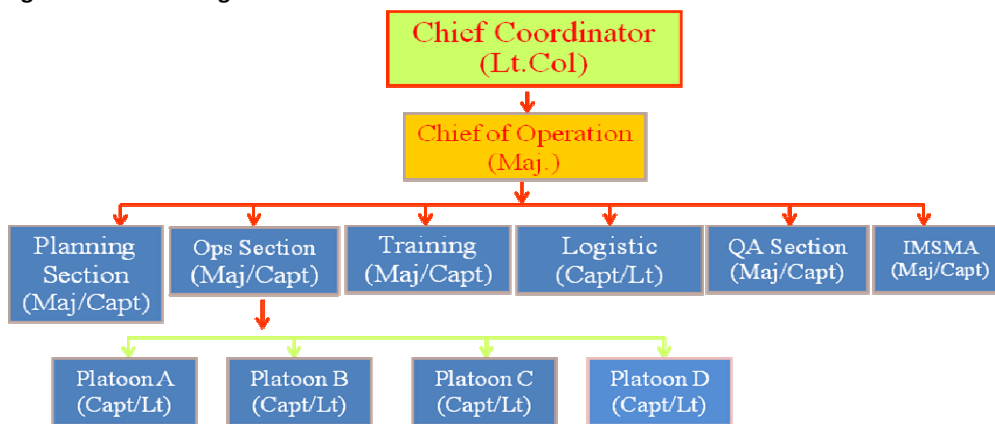 Chief Coordinator
(Lt.Col)
Chief of Operation
(Maj.)
Planning
Section
(Maj/Capt)
Ops Section
(Maj/Capt)
Training
(Maj/Capt)
Logistic
(Capt/Lt)
QA Section
(Maj/Capt)
IMSMA
(Maj/Capt)
Platoon A
(Capt/Lt)
Platoon B
(Capt/Lt)
Platoon C
(Capt/Lt)
Platoon D
(Capt/Lt)